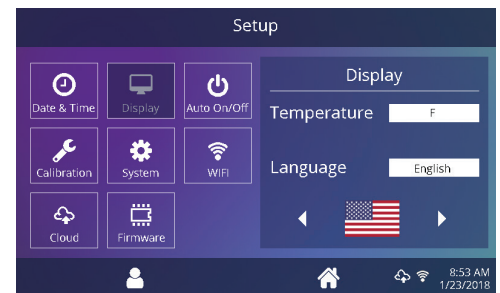 Setup
Date & Time
Display
Auto On/Off
Calibration
System
WIFI
Cloud
Firmware
Display
Temperature F
Language English
8:53 AM
1/23/2018